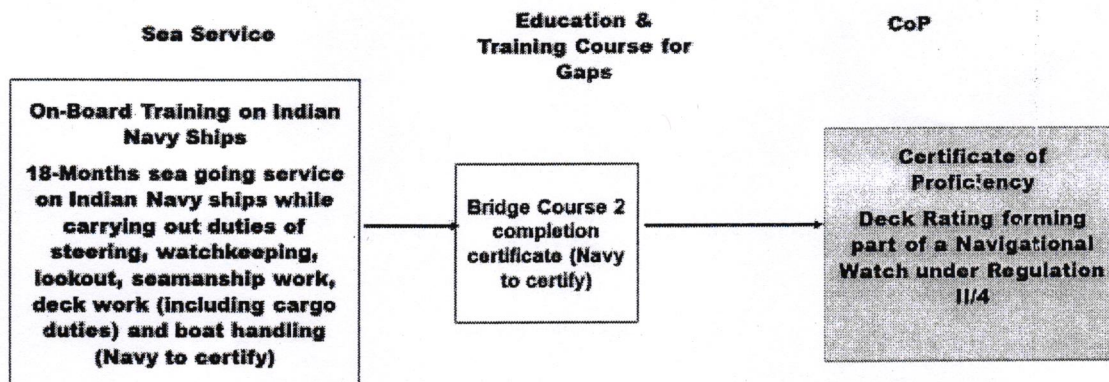 Sea Service
Education &
Training Course for
Gaps
CoP
On-Board Training on Indian
Navy Ships
18-Months sea going service
on Indian Navy ships while
carrying out duties of
steering, watchkeeping,
lookout, seamanship work,
deck work (including cargo
duties) and boat handling
(Navy to certify)
Bridge Course 2
completion
certificate (Navy
to certify)
Certificate of
Proficiency
Deck Rating forming
part of a Navigational
Watch under Regulation
II/4